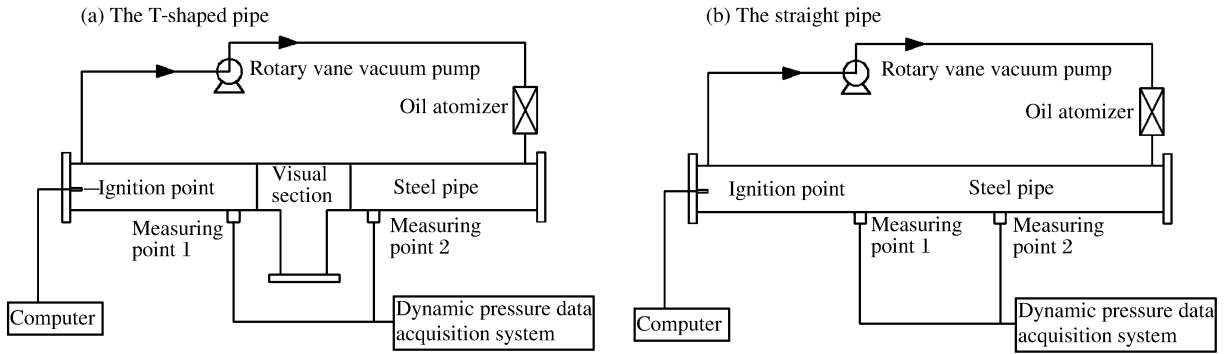 (a) The T-shaped pipe
Rotary vane vacuum pump
Oil atomizer
Ignition point
Visual
section
Steel pipe
Measuring
point 1
Measuring
point 2
Computer
Dynamic pressure data
acquisition system
(b) The straight pipe
Rotary vane vacuum pump
Oil atomizer
Ignition point
Steel pipe
Measuring
point 1
Measuring
point 2
Computer
Dynamic pressure data
acquisition system